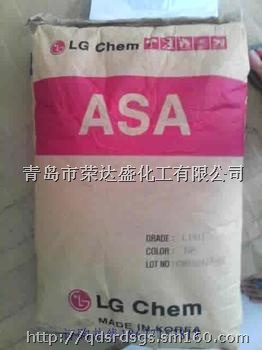 LG Chem
ASA
青岛市荣达盛化工有限公司
GRADE :
COLOR : NP
LOT NO :
LG Chem
MADE IN KOREA
http://qdsrdsgs.sm160.com